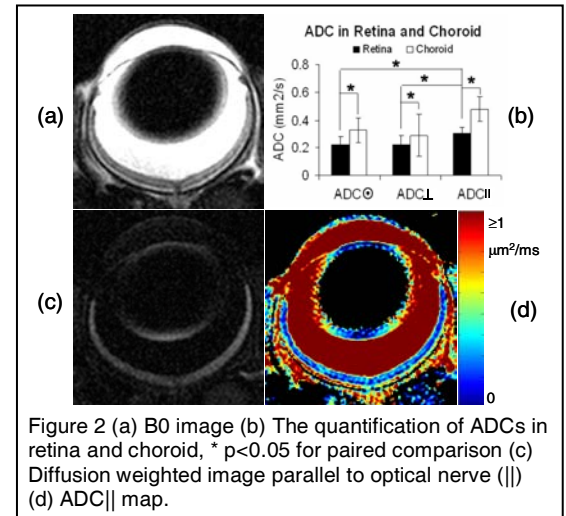 ADC in Retina and Choroid
■ Retina □ Choroid
(a)
(b)
ADC (mm2/s)
0.8
0.6
0.4
0.2
0
*
*
*
*
*
ADC⊙ ADC⊥ ADC||
(c)
(d)
≥1
µm²/ms
0
Figure 2 (a) B0 image (b) The quantification of ADCs in
retina and choroid, * p<0.05 for paired comparison (c)
Diffusion weighted image parallel to optical nerve (||)
(d) ADC|| map.